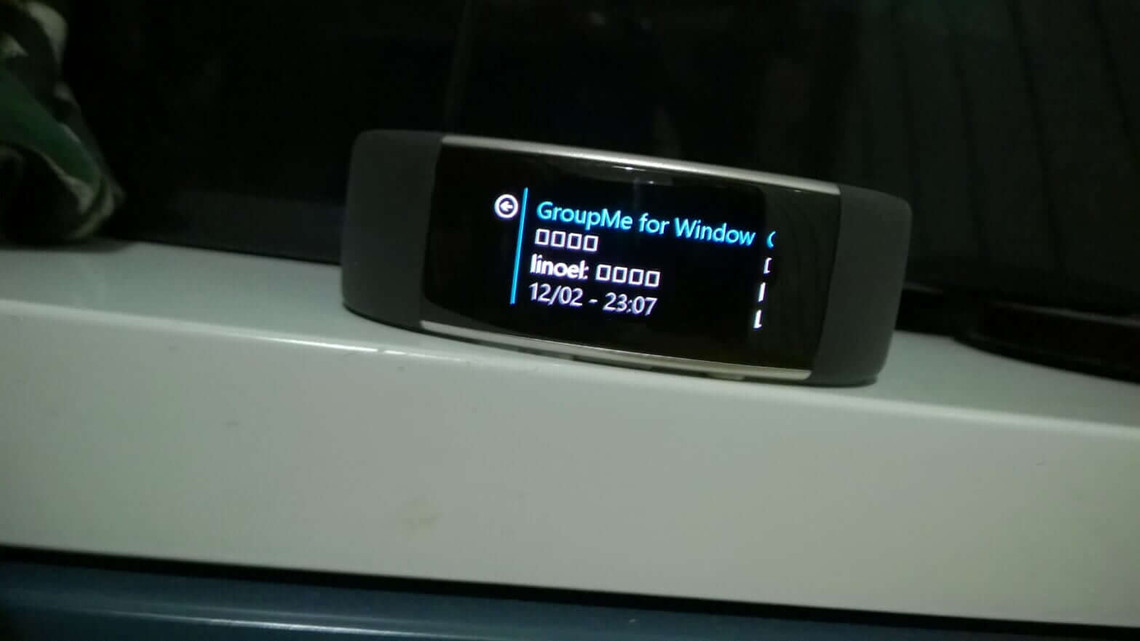 GroupMe for Window
□□□□
linoel: □□□□
12/02 - 23:07